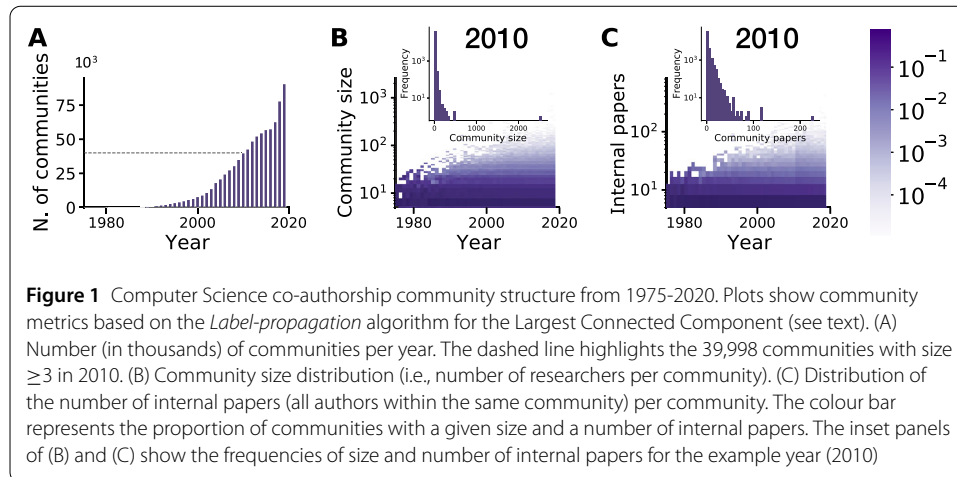 A
10³
N. of communities
75
50
25
0
1980
2000
2020
Year
B
2010
Community size
10³
10²
10¹
Frequency
10³
10¹
0
1000
2000
Community size
1980
2000
2020
Year
C
2010
Internal papers
10²
10¹
Frequency
10³
10¹
0
100
200
Community papers
1980
2000
2020
Year
10⁻¹
10⁻²
10⁻³
10⁻⁴
Figure 1 Computer Science co-authorship community structure from 1975-2020. Plots show community
metrics based on the Label-propagation algorithm for the Largest Connected Component (see text). (A)
Number (in thousands) of communities per year. The dashed line highlights the 39,998 communities with size
≥3 in 2010. (B) Community size distribution (i.e., number of researchers per community). (C) Distribution of
the number of internal papers (all authors within the same community) per community. The colour bar
represents the proportion of communities with a given size and a number of internal papers. The inset panels
of (B) and (C) show the frequencies of size and number of internal papers for the example year (2010)